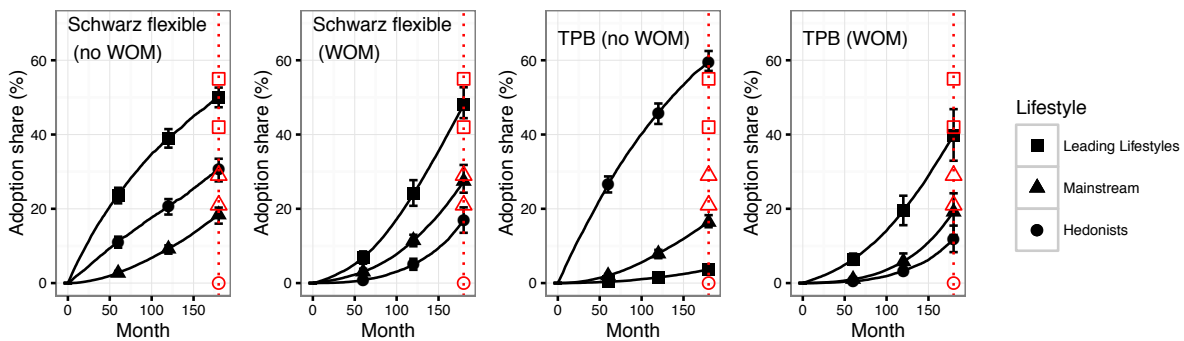 Schwarz flexible
(no WOM)
Adoption share (%)
60
40
20
0
0 50 100 150
Month
Schwarz flexible
(WOM)
Adoption share (%)
60
40
20
0
0 50 100 150
Month
TPB (no WOM)
Adoption share (%)
60
40
20
0
0 50 100 150
Month
TPB (WOM)
Adoption share (%)
60
40
20
0
0 50 100 150
Month
Lifestyle
Leading Lifestyles
Mainstream
Hedonists